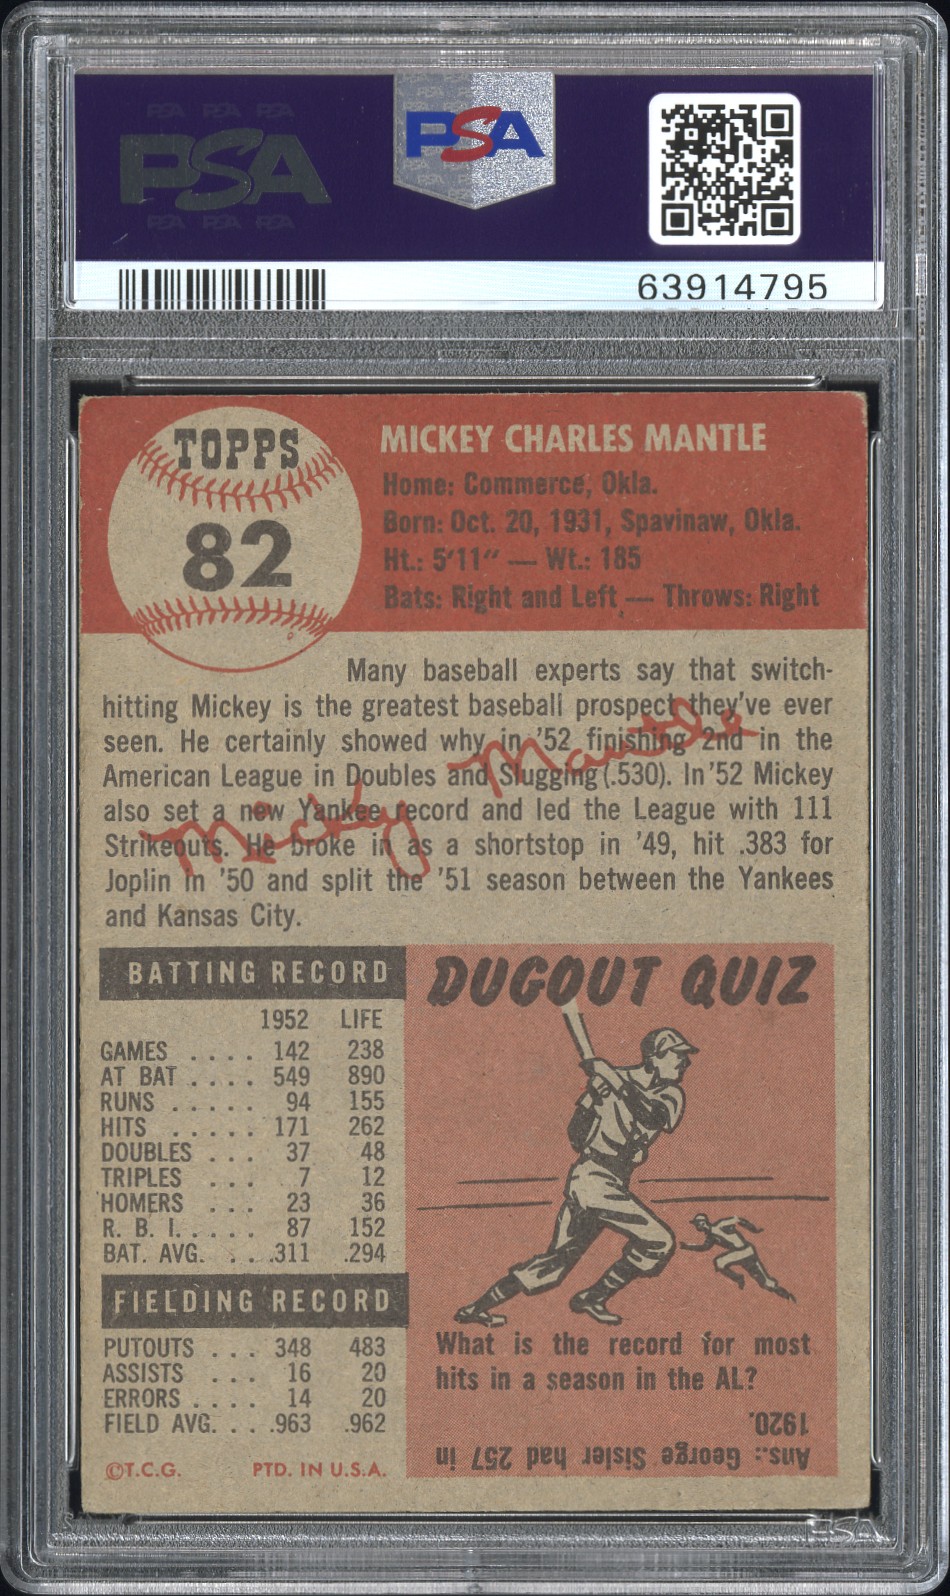 PSA PSA PSA
PSA
PSA PSA PSA
PSA
63914795
TOPPS
82
MICKEY CHARLES MANTLE
Home: Commerce, Okla.
Born: Oct. 20, 1931, Spavinaw, Okla.
Ht.: 5'11" — Wt.: 185
Bats: Right and Left — Throws: Right
Many baseball experts say that switch-
hitting Mickey is the greatest baseball prospect they've ever
seen. He certainly showed why in '52 finishing 2nd in the
American League in Doubles and Slugging (.530). In '52 Mickey
also set a new Yankee record and led the League with 111
Strikeouts. He broke in as a shortstop in '49, hit .383 for
Joplin in '50 and split the '51 season between the Yankees
and Kansas City.
Micky Mantle
BATTING RECORD
1952 LIFE
GAMES . . . . 142 238
AT BAT . . . . 549 890
RUNS . . . . . 94 155
HITS . . . . . 171 262
DOUBLES . . . 37 48
TRIPLES . . . 7 12
HOMERS . . . 23 36
R. B. I. . . . . . 87 152
BAT. AVG. . . . .311 .294
FIELDING RECORD
PUTOUTS . . . 348 483
ASSISTS . . . 16 20
ERRORS . . . . 14 20
FIELD AVG. . . . .963 .962
©T.C.G. PTD. IN U.S.A.
DUGOUT QUIZ
What is the record for most
hits in a season in the AL?
Ans.: George Sisler had 257 in
1920.
PSA